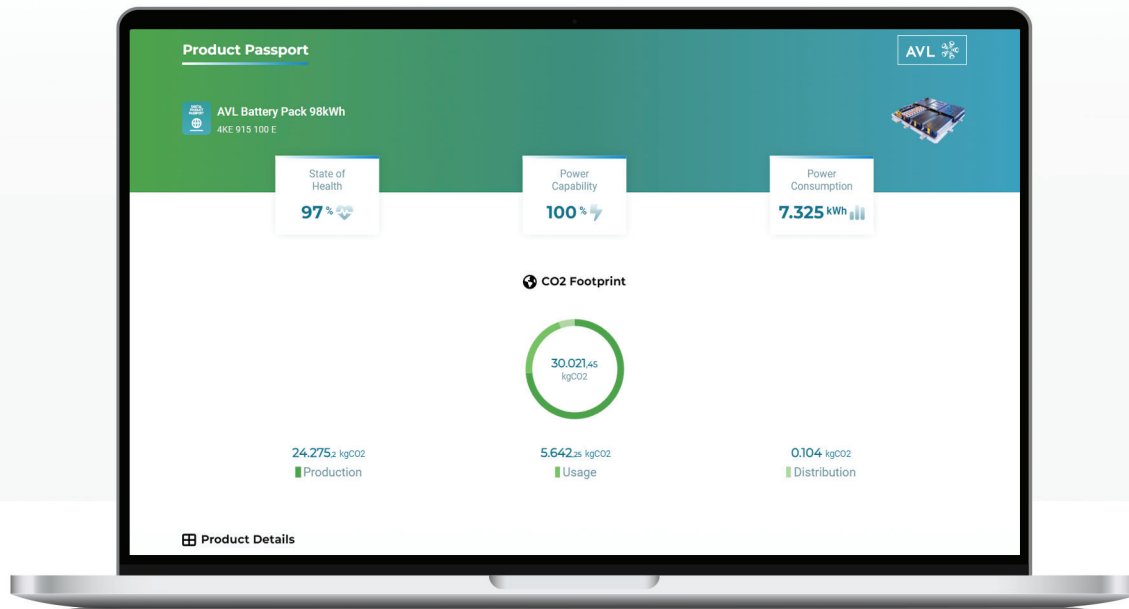 Product Passport
AVL
AVL Battery Pack 98kWh
4KE 915 100 E
State of
Health
97 %
Power
Capability
100 %
Power
Consumption
7.325 kWh
CO2 Footprint
30.021,45
kgCO2
24.275,2 kgCO2
Production
5.642,25 kgCO2
Usage
0.104 kgCO2
Distribution
Product Details